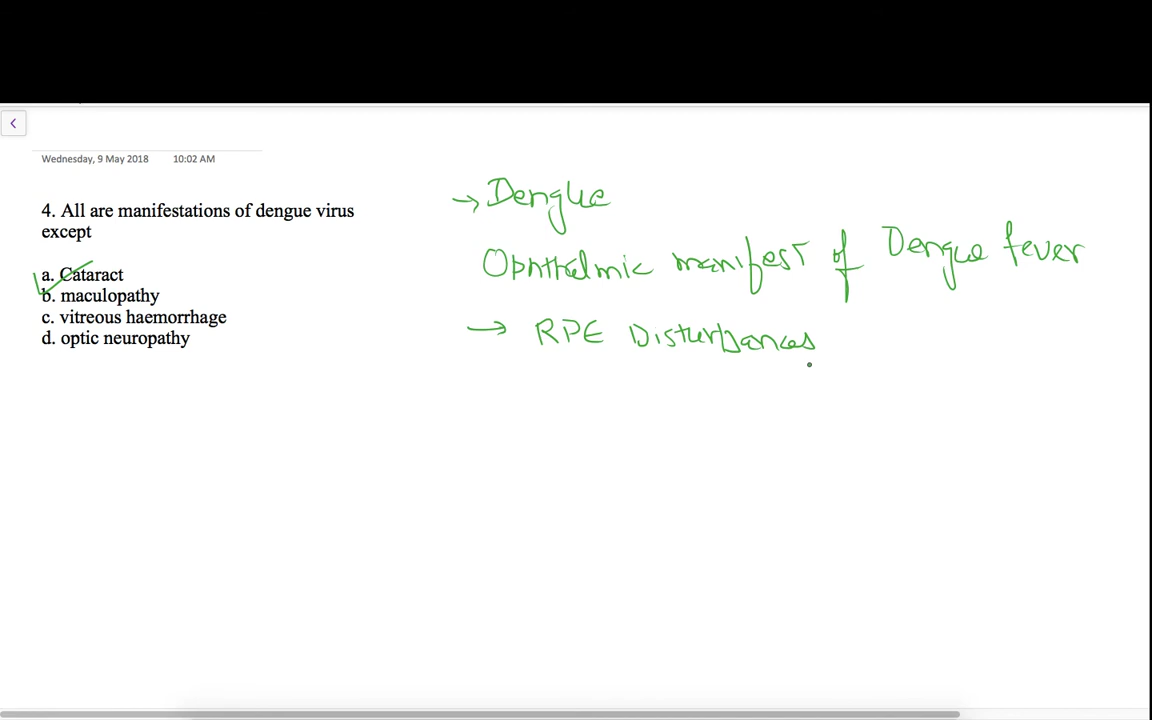 Wednesday, 9 May 2018 10:02 AM
4. All are manifestations of dengue virus
except
a. Cataract
b. maculopathy
c. vitreous haemorrhage
d. optic neuropathy
→ Dengue
Ophthalmic manifest of Dengue fever
→ RPE Disturbances